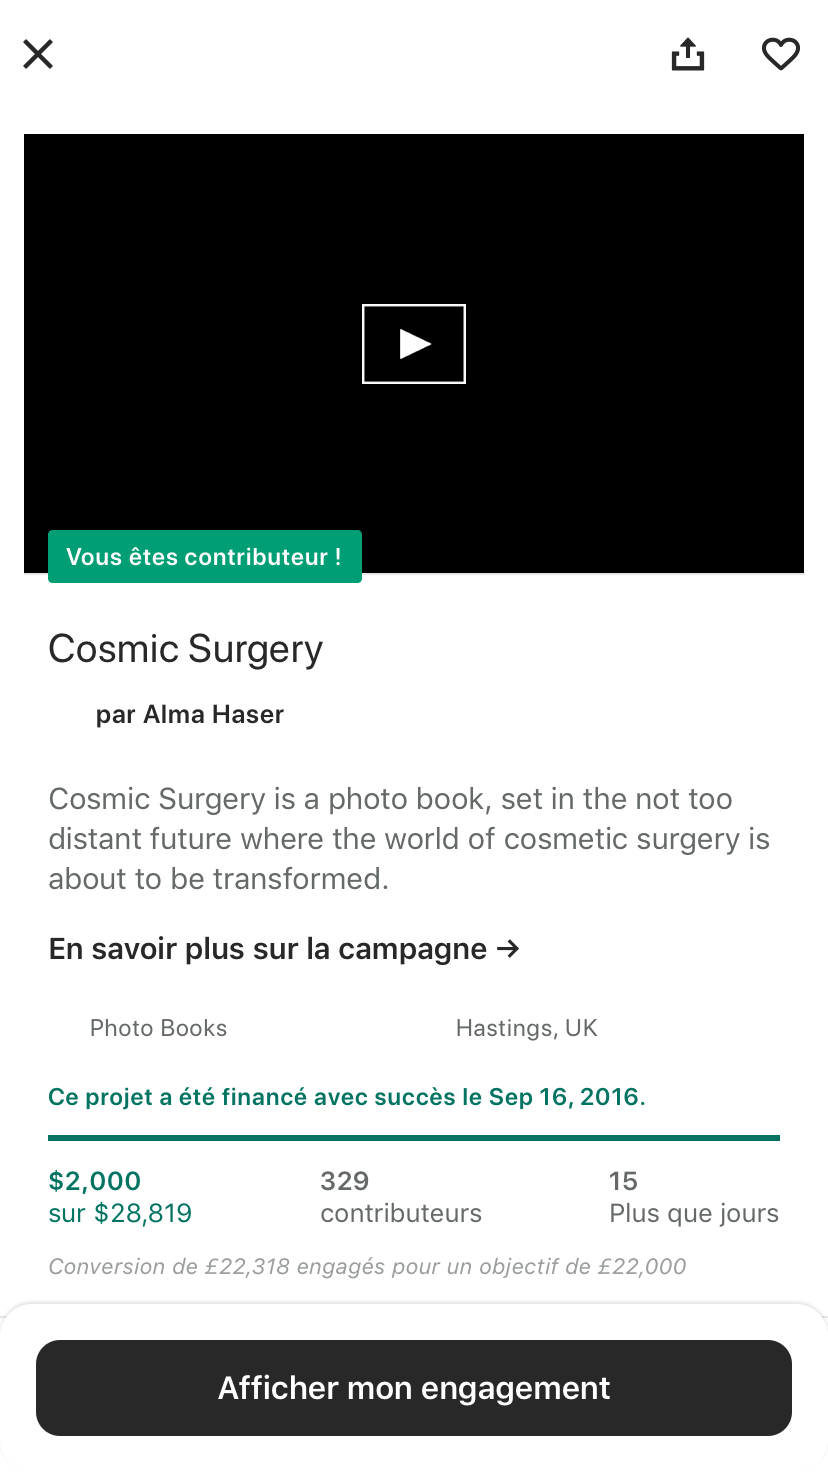 Vous êtes contributeur !
Cosmic Surgery
par Alma Haser
Cosmic Surgery is a photo book, set in the not too
distant future where the world of cosmetic surgery is
about to be transformed.
En savoir plus sur la campagne →
Photo Books
Hastings, UK
Ce projet a été financé avec succès le Sep 16, 2016.
$2,000
sur $28,819
329
contributeurs
15
Plus que jours
Conversion de £22,318 engagés pour un objectif de £22,000
Afficher mon engagement